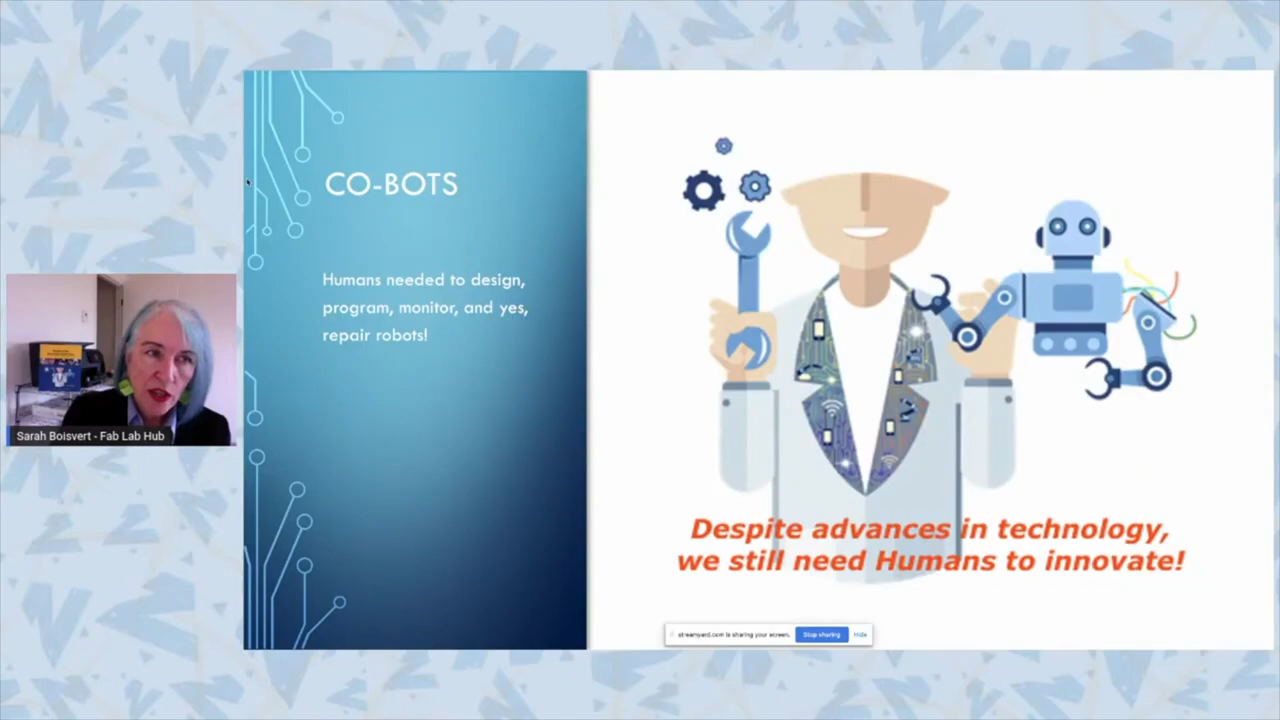 CO-BOTS
Humans needed to design,
program, monitor, and yes,
repair robots!
Sarah Boisvert - Fab Lab Hub
Despite advances in technology,
we still need Humans to innovate!
streamyard.com is sharing your screen.
Stop sharing
Hide